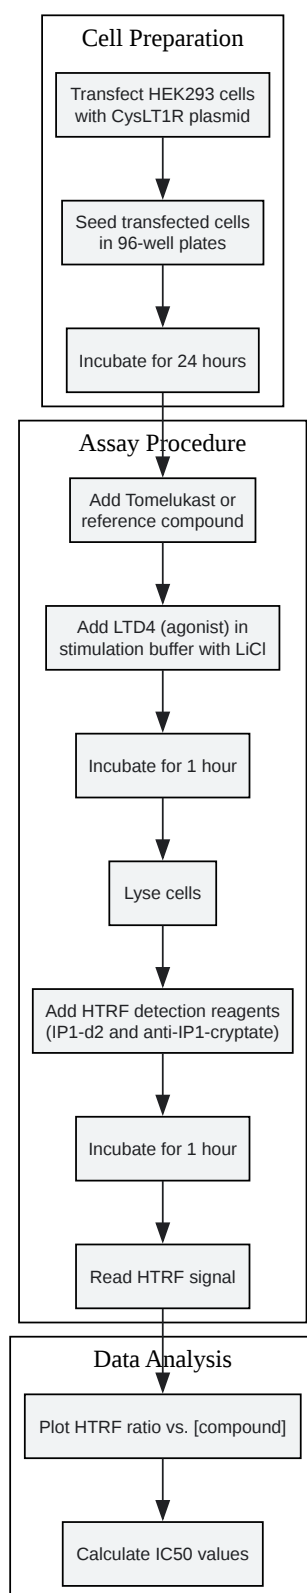 Cell Preparation
Transfect HEK293 cells
with CysLT1R plasmid
Seed transfected cells
in 96-well plates
Incubate for 24 hours
Assay Procedure
Add Tomelukast or
reference compound
Add LTD4 (agonist) in
stimulation buffer with LiCl
Incubate for 1 hour
Lyse cells
Add HTRF detection reagents
(IP1-d2 and anti-IP1-cryptate)
Incubate for 1 hour
Read HTRF signal
Data Analysis
Plot HTRF ratio vs. [compound]
Calculate IC50 values